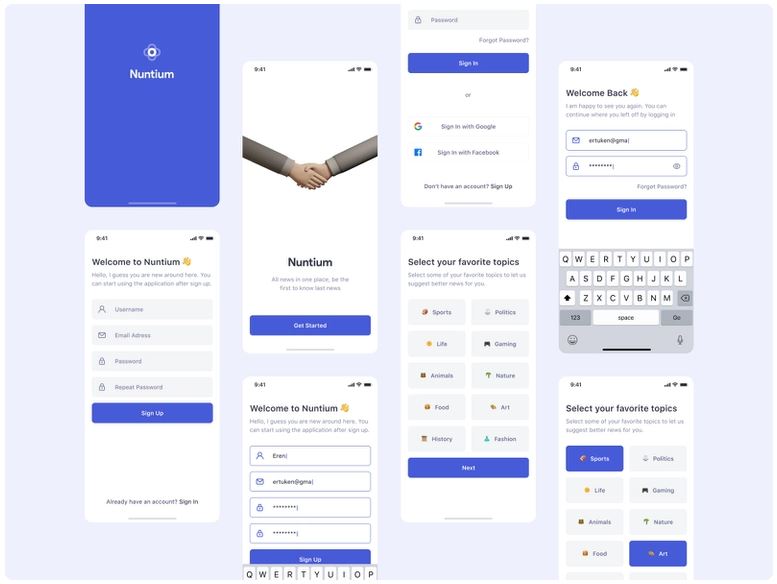 Nuntium
9:41
Welcome to Nuntium 👋
Hello, I guess you are new around here. You
can start using the application after sign up.
Username
Email Adress
Password
Repeat Password
Sign Up
Already have an account? Sign In
9:41
Nuntium
All news in one place, be the
first to know last news
Get Started
9:41
Welcome to Nuntium 👋
Hello, I guess you are new around here. You
can start using the application after sign up.
Eren
ertuken@gma
********
********
Sign Up
Q W E R T Y U I O P
Password
Forgot Password?
Sign In
or
Sign In with Google
Sign In with Facebook
Don't have an account? Sign Up
9:41
Select your favorite topics
Select some of your favorite topics to let us
suggest better news for you.
Sports Politics
Life Gaming
Animals Nature
Food Art
History Fashion
Next
9:41
Welcome Back 👋
I am happy to see you again. You can
continue where you left off by logging in
ertuken@gma
********
Forgot Password?
Sign In
Q W E R T Y U I O P
A S D F G H J K L
Z X C V B N M
123 space Go
9:41
Select your favorite topics
Select some of your favorite topics to let us
suggest better news for you.
Sports Politics
Life Gaming
Animals Nature
Food Art